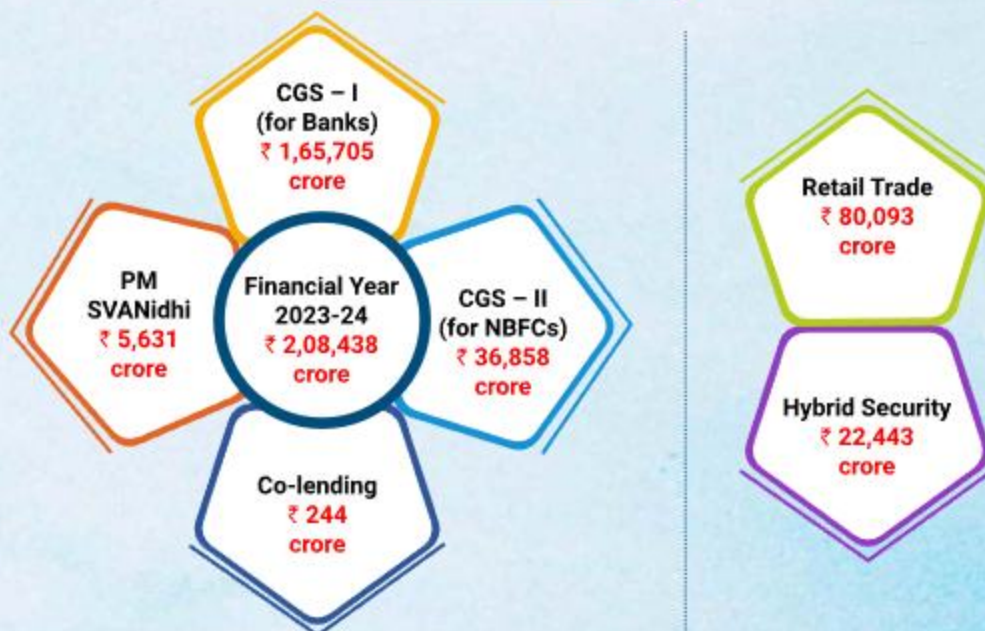 CGS – I
(for Banks)
₹ 1,65,705
crore
PM
SVANidhi
₹ 5,631
crore
Financial Year
2023-24
₹ 2,08,438
crore
CGS – II
(for NBFCs)
₹ 36,858
crore
Co-lending
₹ 244
crore
Retail Trade
₹ 80,093
crore
Hybrid Security
₹ 22,443
crore